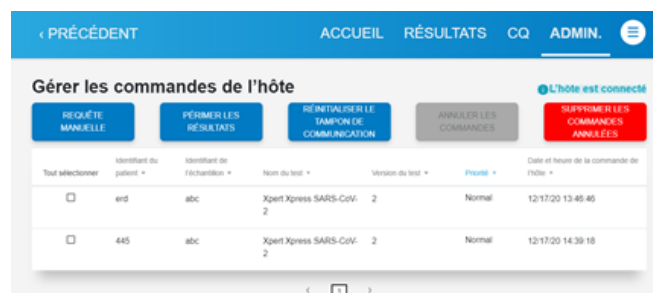 ‹ PRÉCÉDENT ACCUEIL RÉSULTATS CQ ADMIN.
Gérer les commandes de l'hôte
L'hôte est connecté
REQUÊTE MANUELLE
PÉRIMER LES RÉSULTATS
RÉINITIALISER LE TAMPON DE COMMUNICATION
ANNULER LES COMMANDES
SUPPRIMER LES COMMANDES ANNULÉES
Tout sélectionner Identifiant du patient Identifiant de l'échantillon Nom du test Version du test Priorité Date et heure de la commande de l'hôte
erd abc Xpert Xpress SARS-CoV-2 2 Normal 12/17/20 13:46:46
445 abc Xpert Xpress SARS-CoV-2 2 Normal 12/17/20 14:39:18
‹ 1 ›